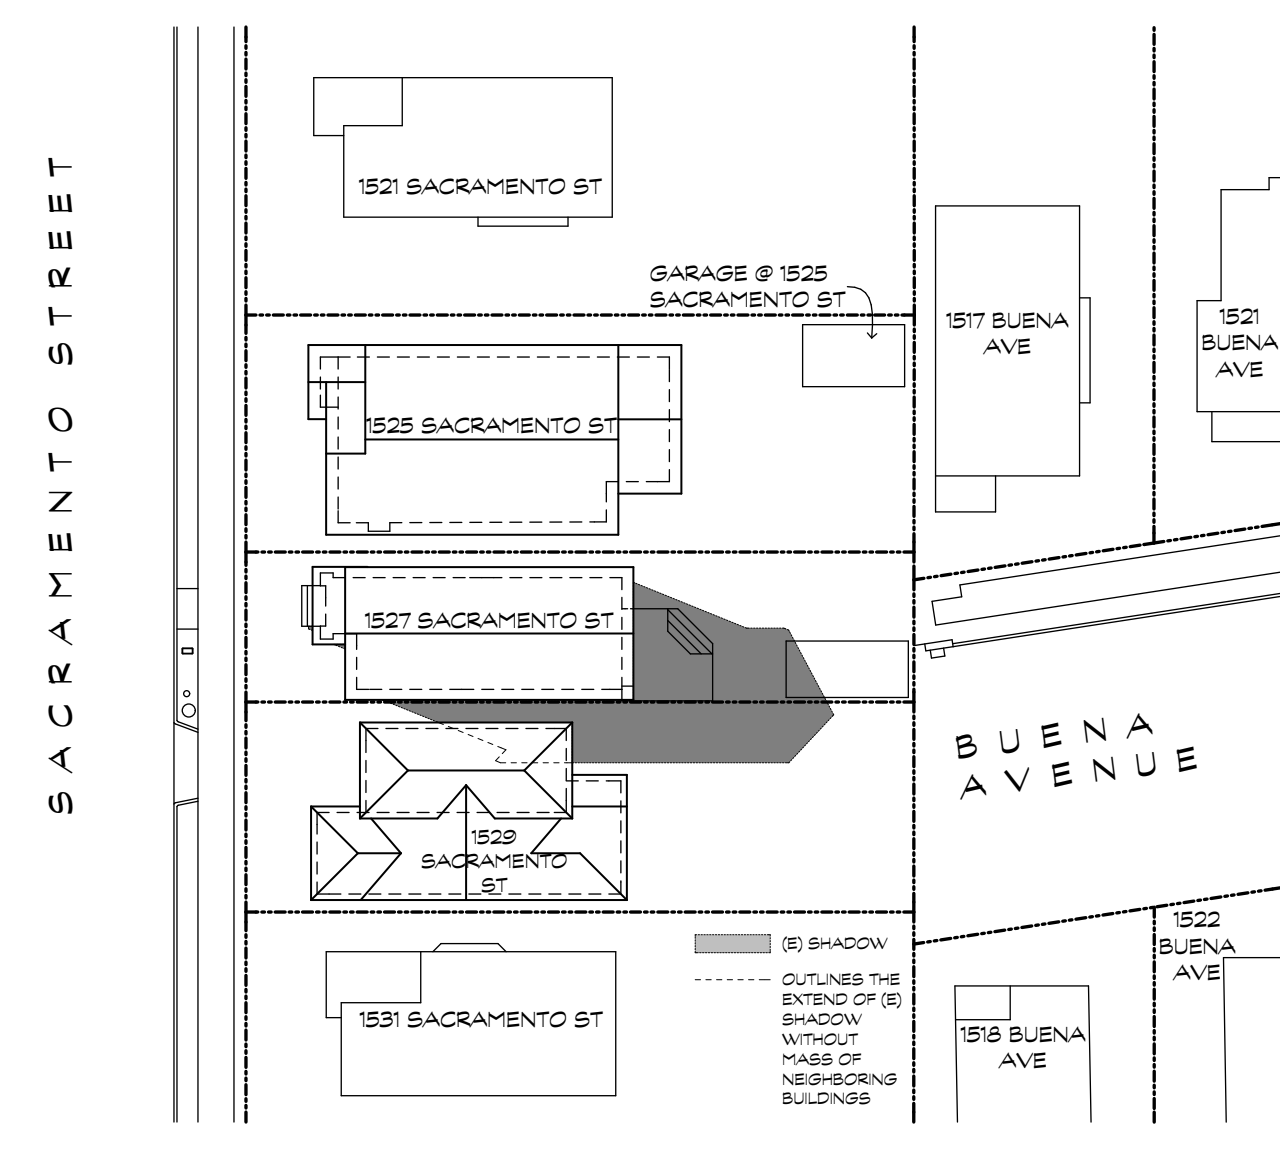 SACRAMENTO STREET
1521 SACRAMENTO ST
GARAGE @ 1525
SACRAMENTO ST
1517 BUENA
AVE
1521
BUENA
AVE
1525 SACRAMENTO ST
1527 SACRAMENTO ST
BUENA
AVENUE
1529
SACRAMENTO
ST
1531 SACRAMENTO ST
(E) SHADOW
OUTLINES THE
EXTEND OF (E)
SHADOW
WITHOUT
MASS OF
NEIGHBORING
BUILDINGS
1522
BUENA
AVE
1518 BUENA
AVE